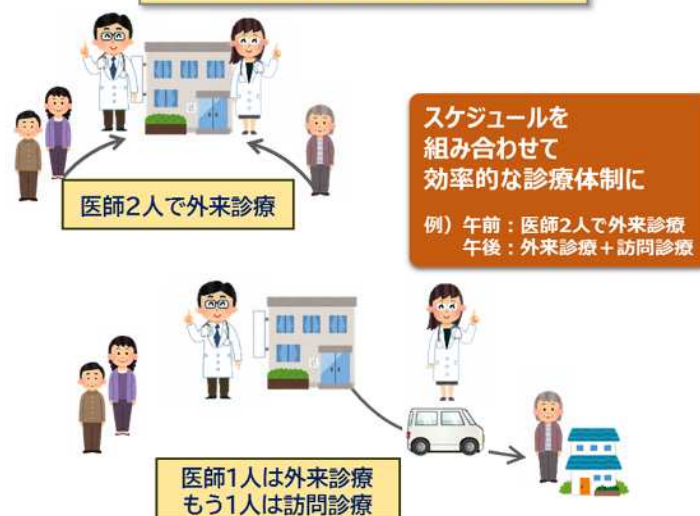 医師2人で外来診療
スケジュールを
組み合わせて
効率的な診療体制に
例）午前：医師2人で外来診療
午後：外来診療＋訪問診療
医師1人は外来診療
もう1人は訪問診療